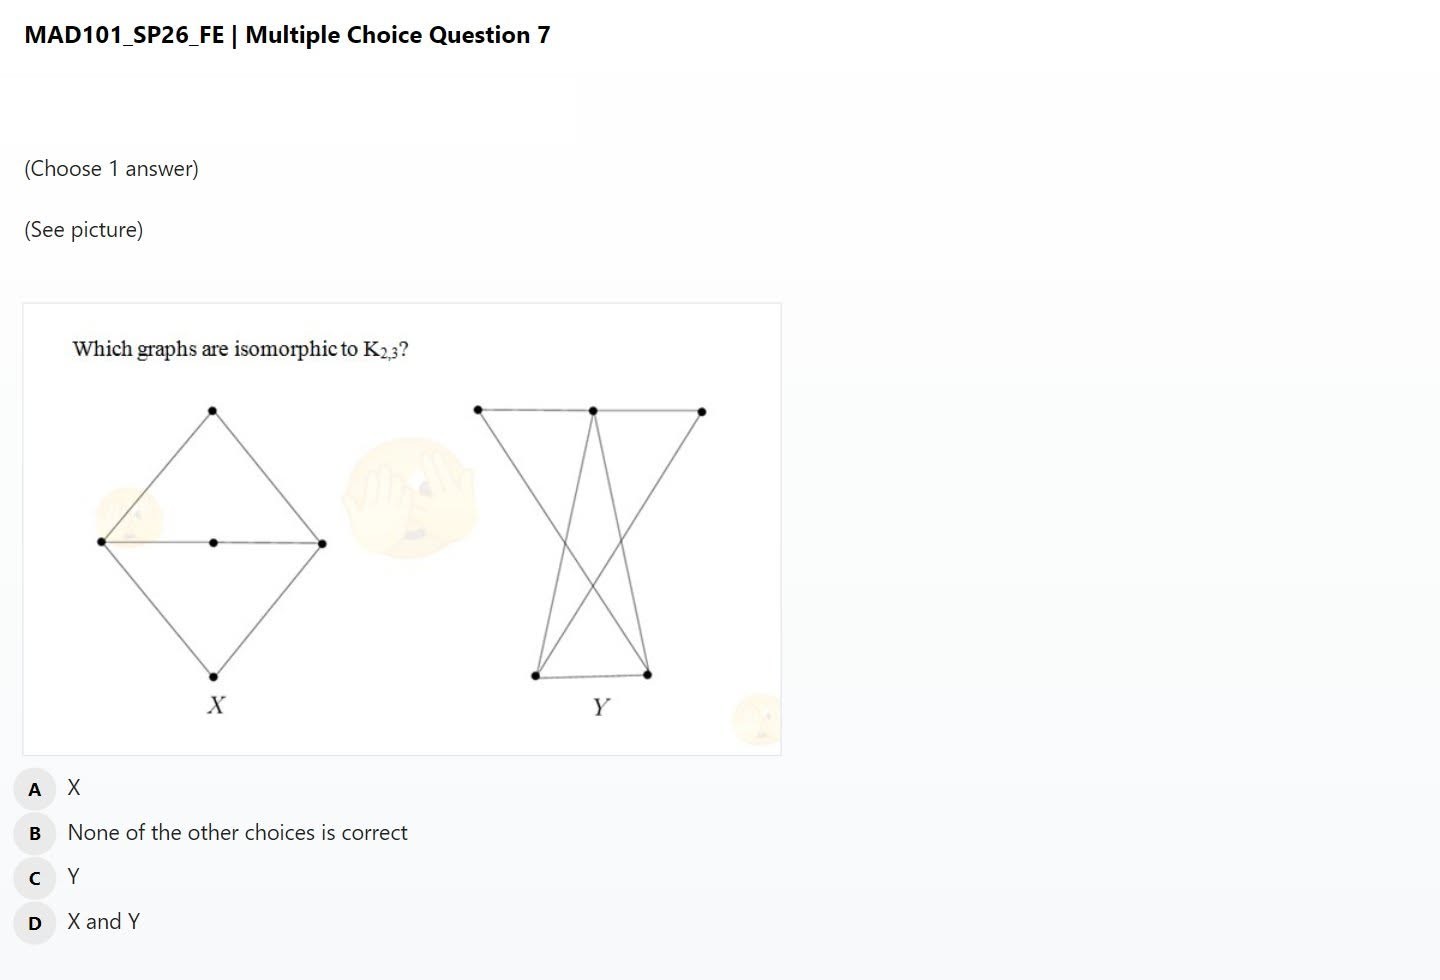 MAD101_SP26_FE | Multiple Choice Question 7
(Choose 1 answer)
(See picture)
Which graphs are isomorphic to K2,3?
X
Y
A X
B None of the other choices is correct
C Y
D X and Y